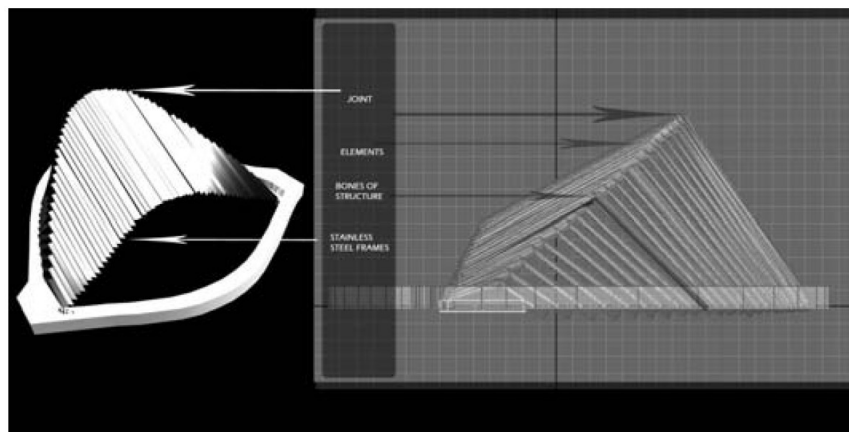 JOINT
ELEMENTS
BONES OF
STRUCTURE
STAINLESS
STEEL FRAMES